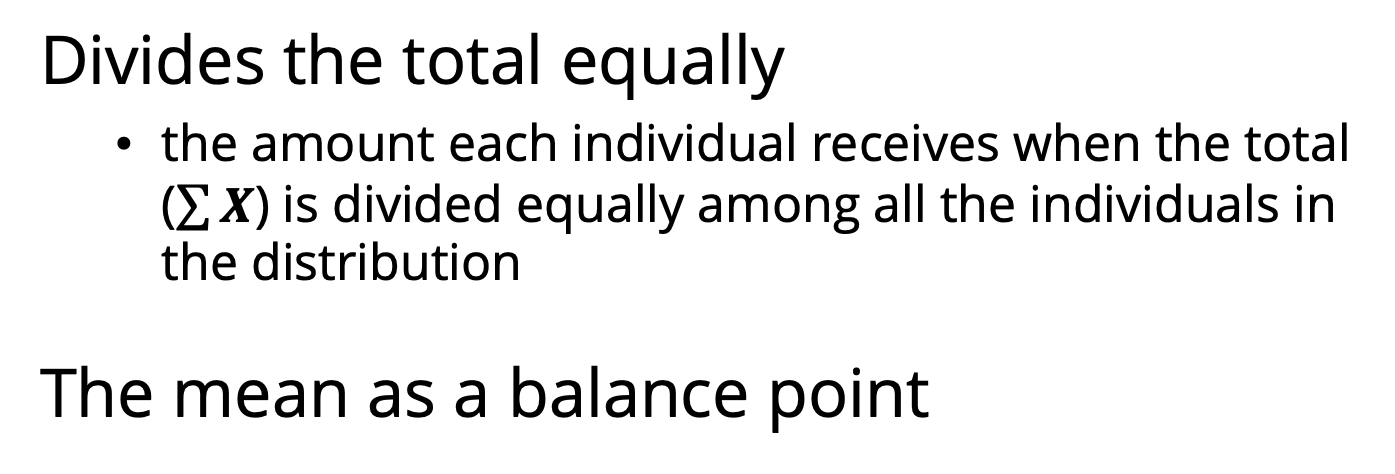 Divides the total equally
• the amount each individual receives when the total
(∑ X) is divided equally among all the individuals in
the distribution
The mean as a balance point